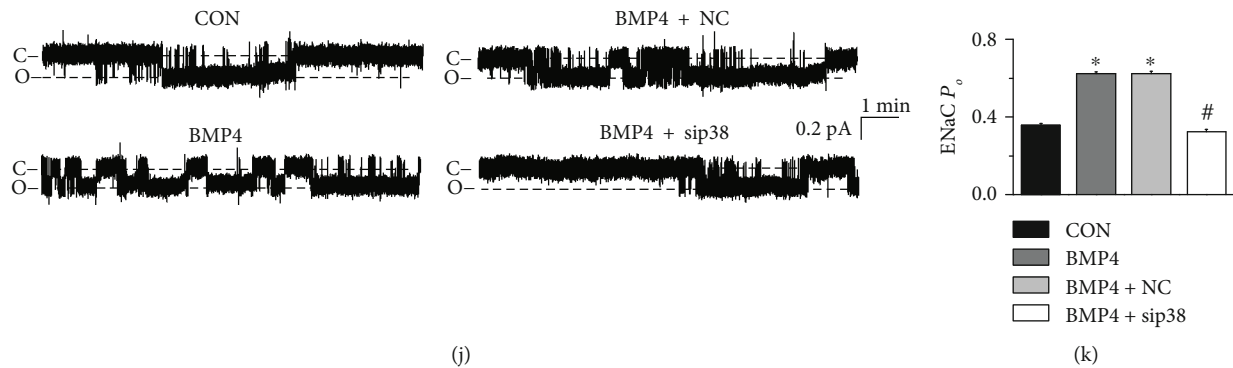 CON
C–
O–
BMP4
C–
O–
BMP4 + NC
1 min
0.2 pA
BMP4 + sip38
C–
O–
(j)
0.8
0.4
0.0
ENaC Pₒ
*
*
#
CON
BMP4
BMP4 + NC
BMP4 + sip38
(k)